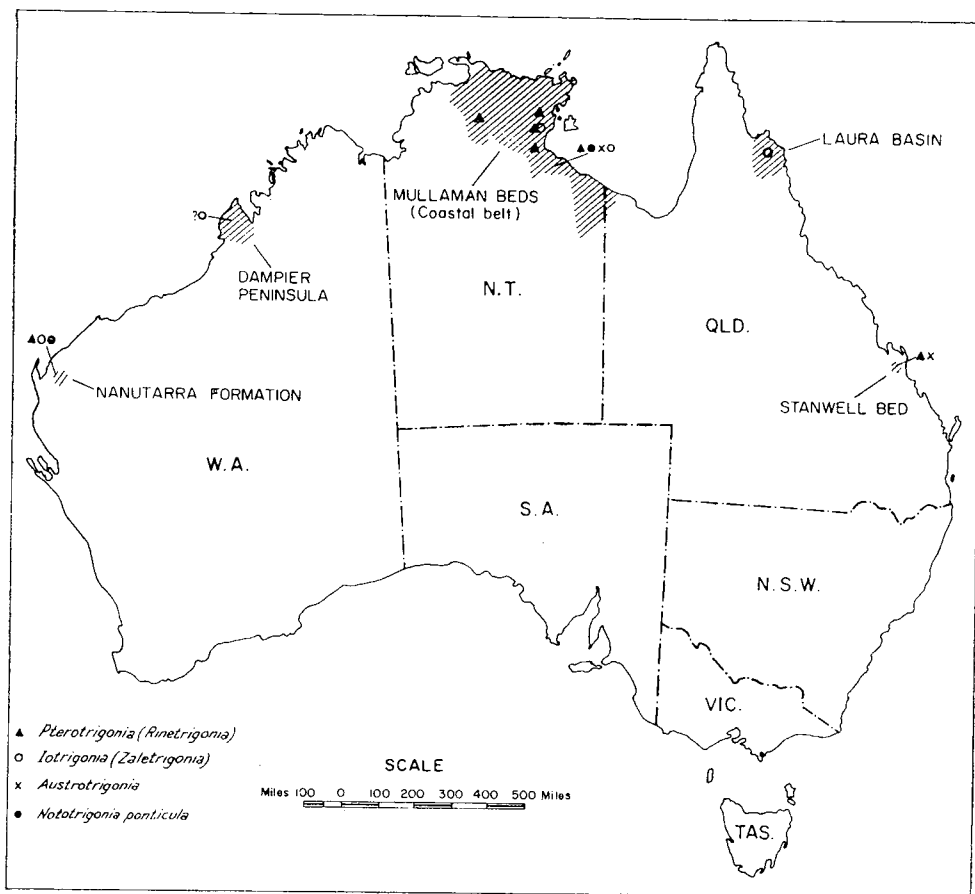 LAURA BASIN
MULLAMAN BEDS
(Coastal belt)
?
DAMPIER
PENINSULA
N.T.
QLD.
x
x
NANUTARRA FORMATION
STANWELL BED
W.A.
S.A.
N.S.W.
VIC.
Pterotrigonia (Rinetrigonia)
Iotrigonia (Zaletrigonia)
x Austrotrigonia
Nototrigonia ponticula
SCALE
Miles 100 0 100 200 300 400 500 Miles
TAS.